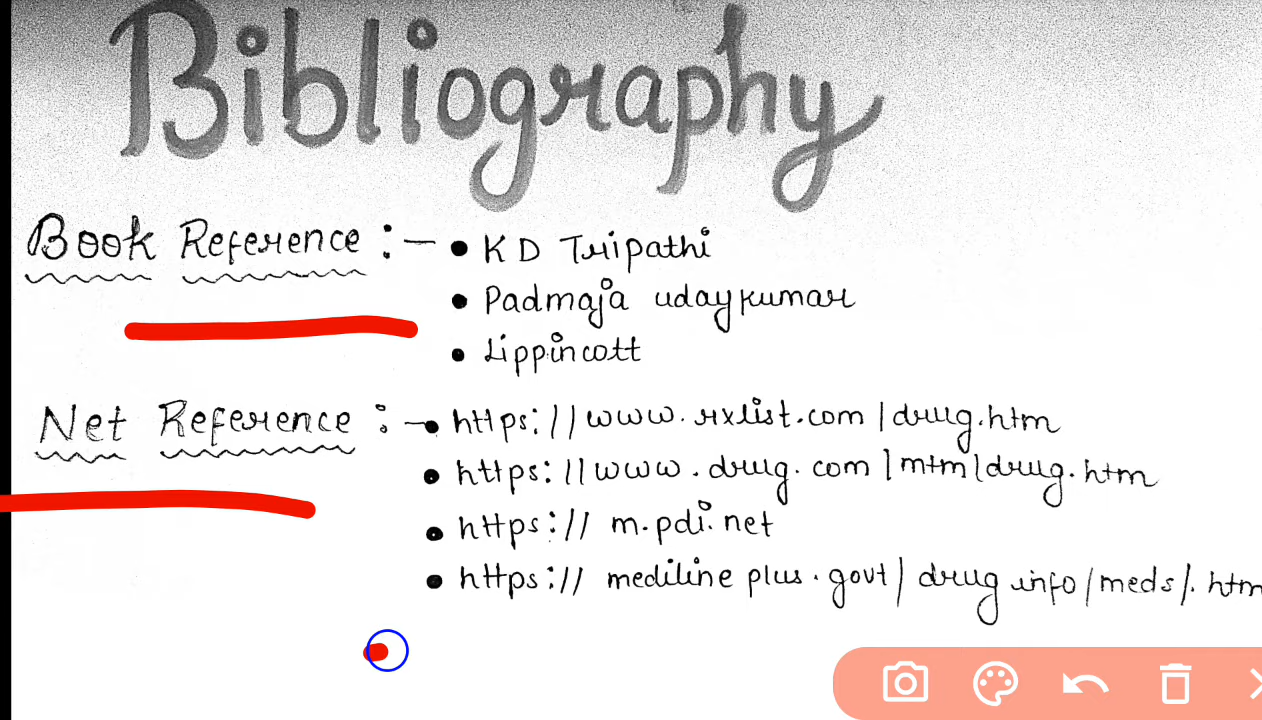 Bibliography
Book Reference :- • K D Tripathi
• Padmaja udaykumar
• Lippincott
Net Reference :- • https://www.rxlist.com/drug.htm
• https://www.drug.com/mtm/drug.htm
• https://m.pdi.net
• https://mediline plus.govt/drug info/meds/.htm